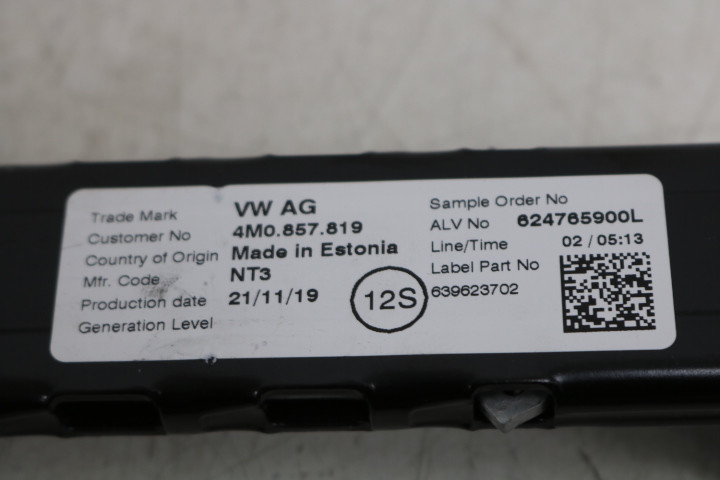 Trade Mark VW AG
Customer No 4M0.857.819
Country of Origin Made in Estonia
Mfr. Code NT3
Production date 21/11/19
Generation Level
12S
Sample Order No
ALV No 624765900L
Line/Time 02 / 05:13
Label Part No
639623702